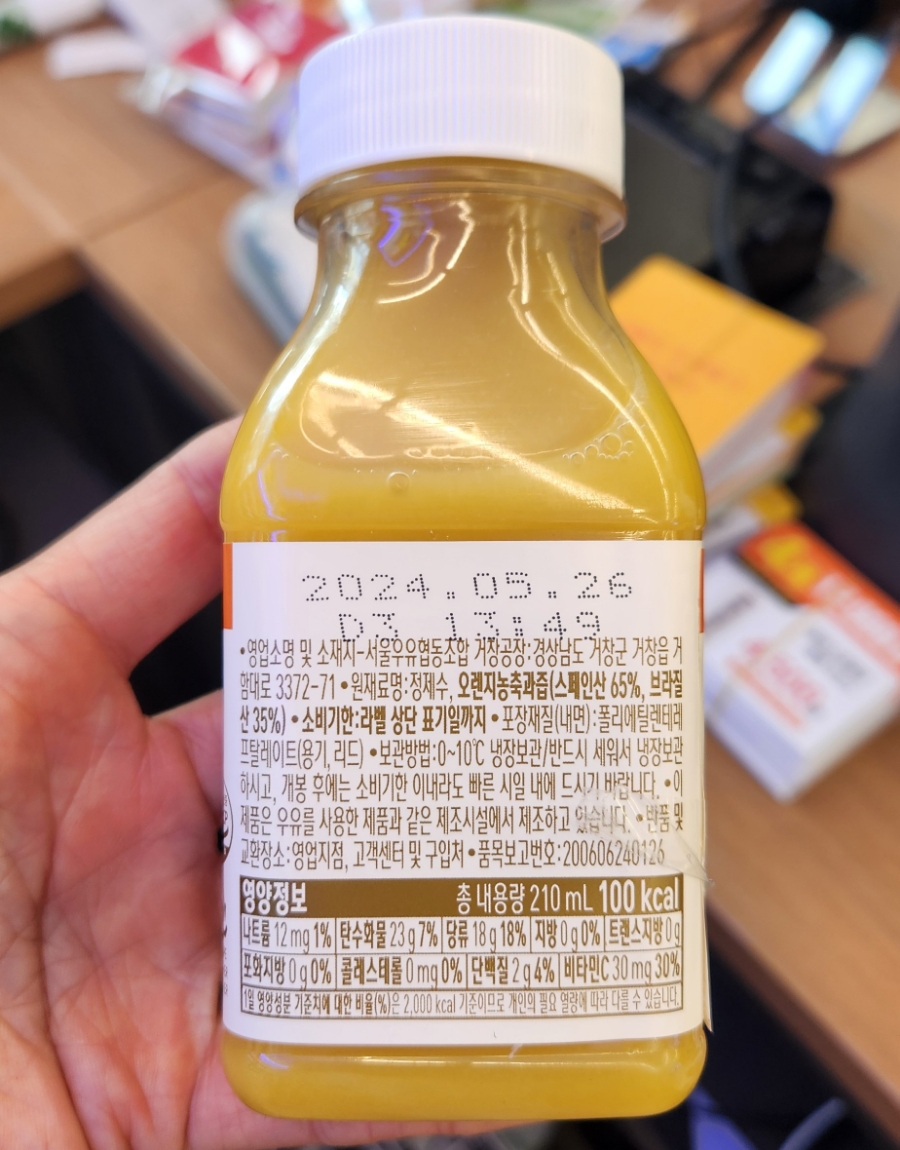 2024.05.26
D3 13:49
•영업소명 및 소재지-서울우유협동조합 거창공장:경상남도 거창군 거창읍 거
함대로 3372-71 •원재료명:정제수, 오렌지농축과즙(스페인산 65%, 브라질
산 35%) •소비기한:라벨 상단 표기일까지 •포장재질(내면):폴리에틸렌테레
프탈레이트(용기, 리드) •보관방법:0~10℃ 냉장보관/반드시 세워서 냉장보관
하시고, 개봉 후에는 소비기한 이내라도 빠른 시일 내에 드시기 바랍니다. •이
제품은 우유를 사용한 제품과 같은 제조시설에서 제조하고 있습니다. •반품 및
교환장소:영업지점, 고객센터 및 구입처 •품목보고번호:200606240126
영양정보 총 내용량 210 mL 100 kcal
나트륨 12 mg 1% 탄수화물 23 g 7% 당류 18 g 18% 지방 0 g 0% 트랜스지방 0 g
포화지방 0 g 0% 콜레스테롤 0 mg 0% 단백질 2 g 4% 비타민C 30 mg 30%
1일 영양성분 기준치에 대한 비율(%)은 2,000 kcal 기준이므로 개인의 필요 열량에 따라 다를 수 있습니다.